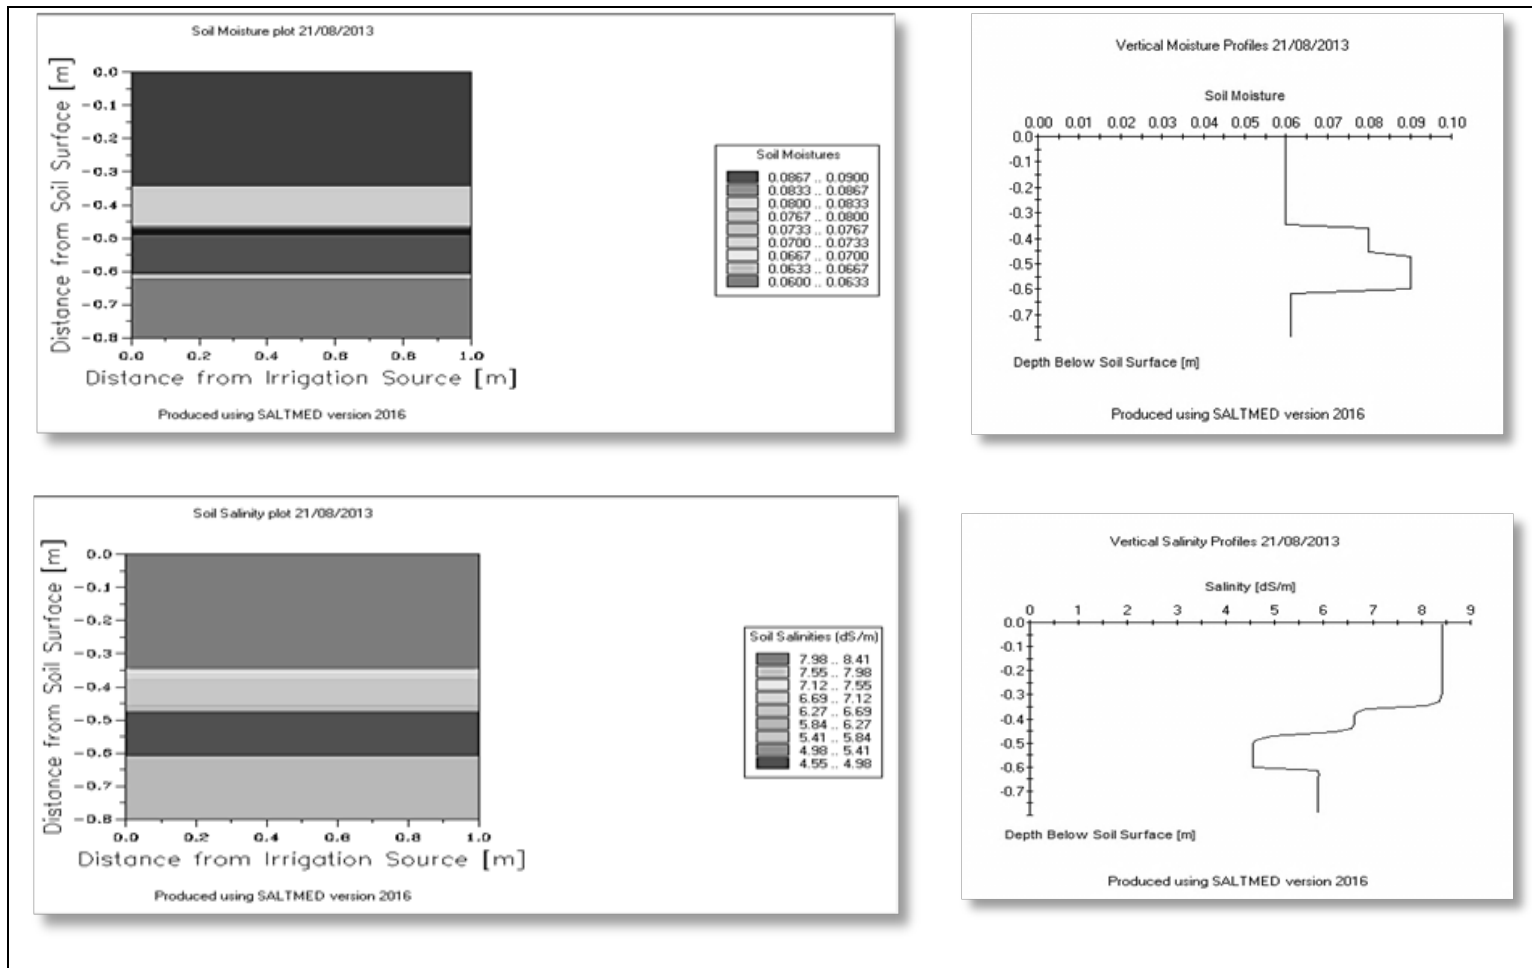 Soil Moisture plot 21/08/2013
Distance from Soil Surface [m]
0.0
-0.1
-0.2
-0.3
-0.4
-0.5
-0.6
-0.7
-0.8
0.0 0.2 0.4 0.6 0.8 1.0
Distance from Irrigation Source [m]
Produced using SALTMED version 2016
Soil Moistures
0.0867 .. 0.0900
0.0833 .. 0.0867
0.0800 .. 0.0833
0.0767 .. 0.0800
0.0733 .. 0.0767
0.0700 .. 0.0733
0.0667 .. 0.0700
0.0633 .. 0.0667
0.0600 .. 0.0633
Vertical Moisture Profiles 21/08/2013
Soil Moisture
0.00 0.01 0.02 0.03 0.04 0.05 0.06 0.07 0.08 0.09 0.10
0.0
-0.1
-0.2
-0.3
-0.4
-0.5
-0.6
-0.7
Depth Below Soil Surface [m]
Produced using SALTMED version 2016
Soil Salinity plot 21/08/2013
Distance from Soil Surface [m]
0.0
-0.1
-0.2
-0.3
-0.4
-0.5
-0.6
-0.7
-0.8
0.0 0.2 0.4 0.6 0.8 1.0
Distance from Irrigation Source [m]
Produced using SALTMED version 2016
Soil Salinities (dS/m)
7.98 .. 8.41
7.55 .. 7.98
7.12 .. 7.55
6.69 .. 7.12
6.27 .. 6.69
5.84 .. 6.27
5.41 .. 5.84
4.98 .. 5.41
4.55 .. 4.98
Vertical Salinity Profiles 21/08/2013
Salinity [dS/m]
0 1 2 3 4 5 6 7 8 9
0.0
-0.1
-0.2
-0.3
-0.4
-0.5
-0.6
-0.7
Depth Below Soil Surface [m]
Produced using SALTMED version 2016